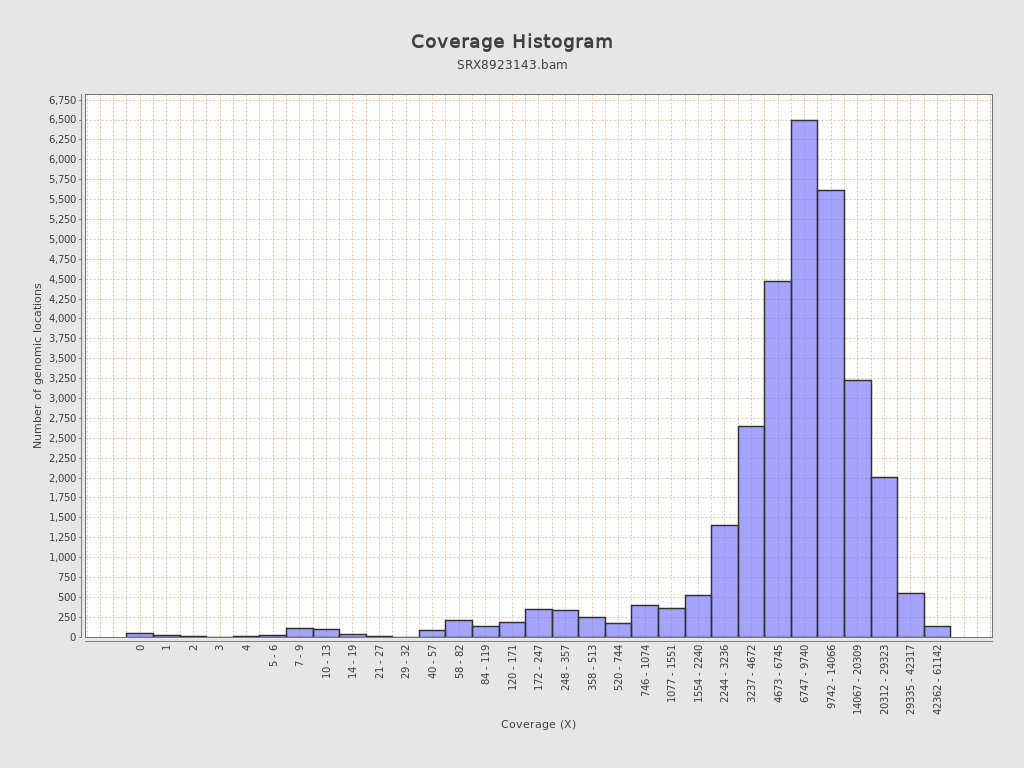 Coverage Histogram
SRX8923143.bam
6,750
6,500
6,250
6,000
5,750
5,500
5,250
5,000
4,750
4,500
4,250
4,000
3,750
3,500
3,250
3,000
2,750
2,500
2,250
2,000
1,750
1,500
1,250
1,000
750
500
250
0
Number of genomic locations
0
1
2
3
4
5 - 6
7 - 9
10 - 13
14 - 19
21 - 27
29 - 32
40 - 57
58 - 82
84 - 119
120 - 171
172 - 247
248 - 357
358 - 513
520 - 744
746 - 1074
1077 - 1551
1554 - 2240
2244 - 3236
3237 - 4672
4673 - 6745
6747 - 9740
9742 - 14066
14067 - 20309
20312 - 29323
29335 - 42317
42362 - 61142
Coverage (X)